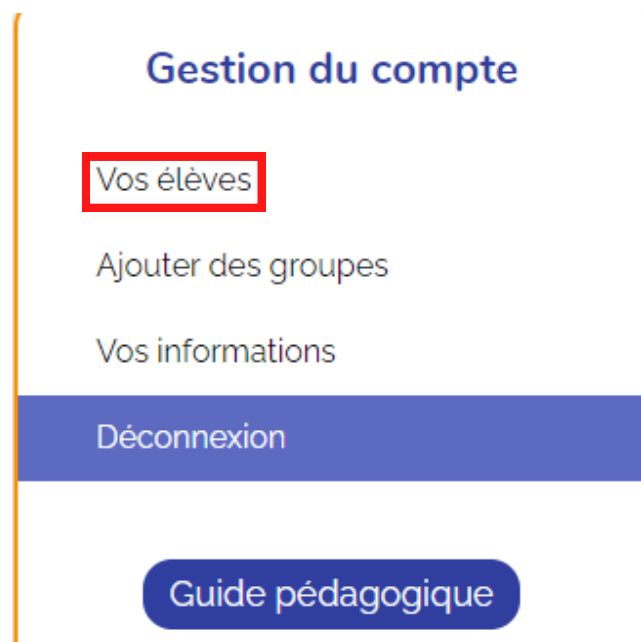 Gestion du compte
Vos élèves
Ajouter des groupes
Vos informations
Déconnexion
Guide pédagogique